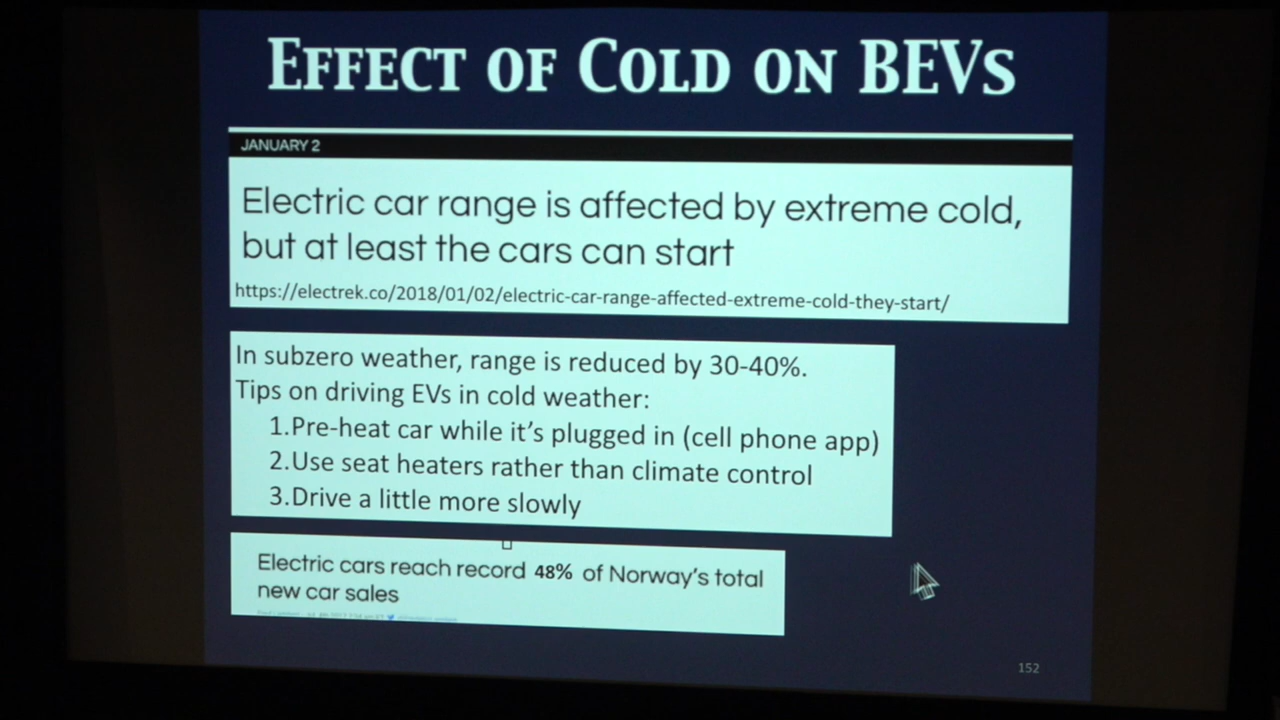 EFFECT OF COLD ON BEVS
JANUARY 2
Electric car range is affected by extreme cold,
but at least the cars can start
https://electrek.co/2018/01/02/electric-car-range-affected-extreme-cold-they-start/
In subzero weather, range is reduced by 30-40%.
Tips on driving EVs in cold weather:
1.Pre-heat car while it's plugged in (cell phone app)
2.Use seat heaters rather than climate control
3.Drive a little more slowly
Electric cars reach record 48% of Norway's total
new car sales
152